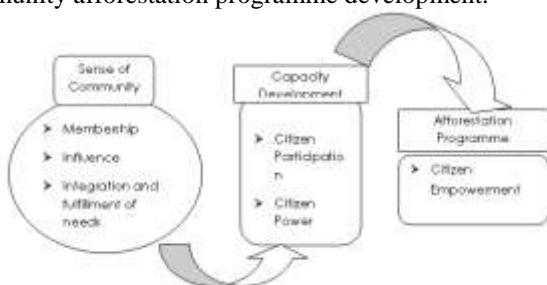 munity afforestation programme development.
Sense of
Community
➤ Membership
➤ Influence
➤ Integration and
fulfillment of
needs
Capacity
Development
➤ Citizen
Participatio
n
➤ Citizen
Power
Afforestation
Programme
➤ Citizen
Empowerment